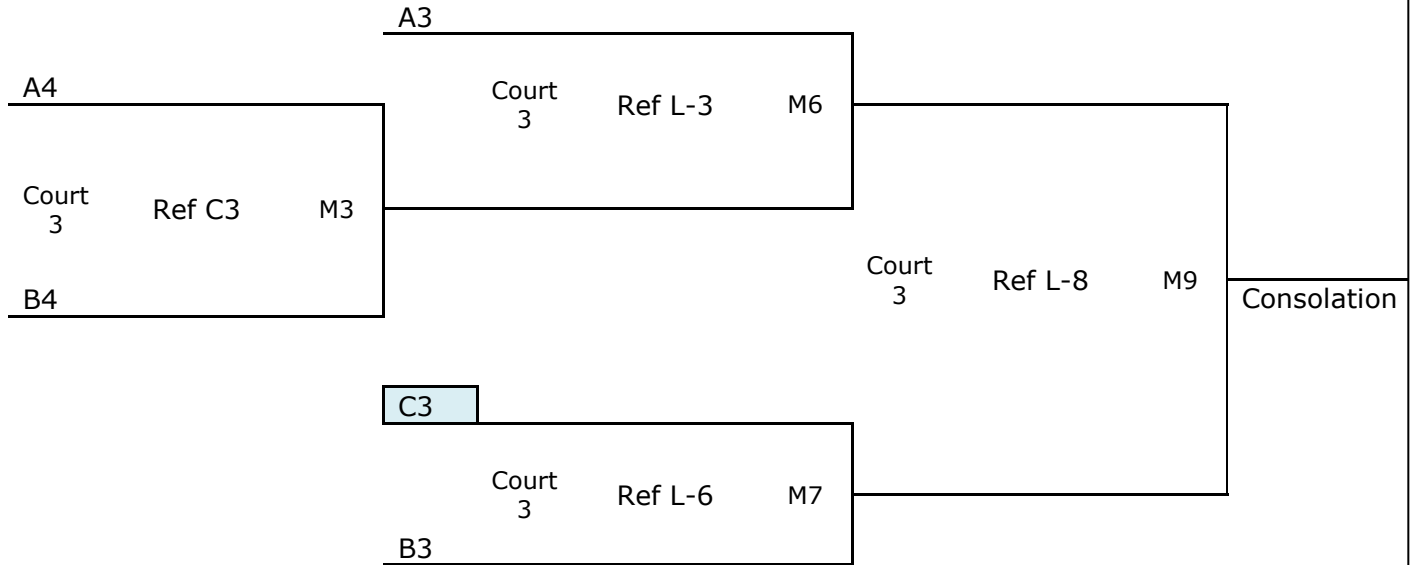 A3
A4
Court
3
Ref L-3
M6
Court
3
Ref C3
M3
Court
3
Ref L-8
M9
B4
Consolation
C3
Court
3
Ref L-6
M7
B3